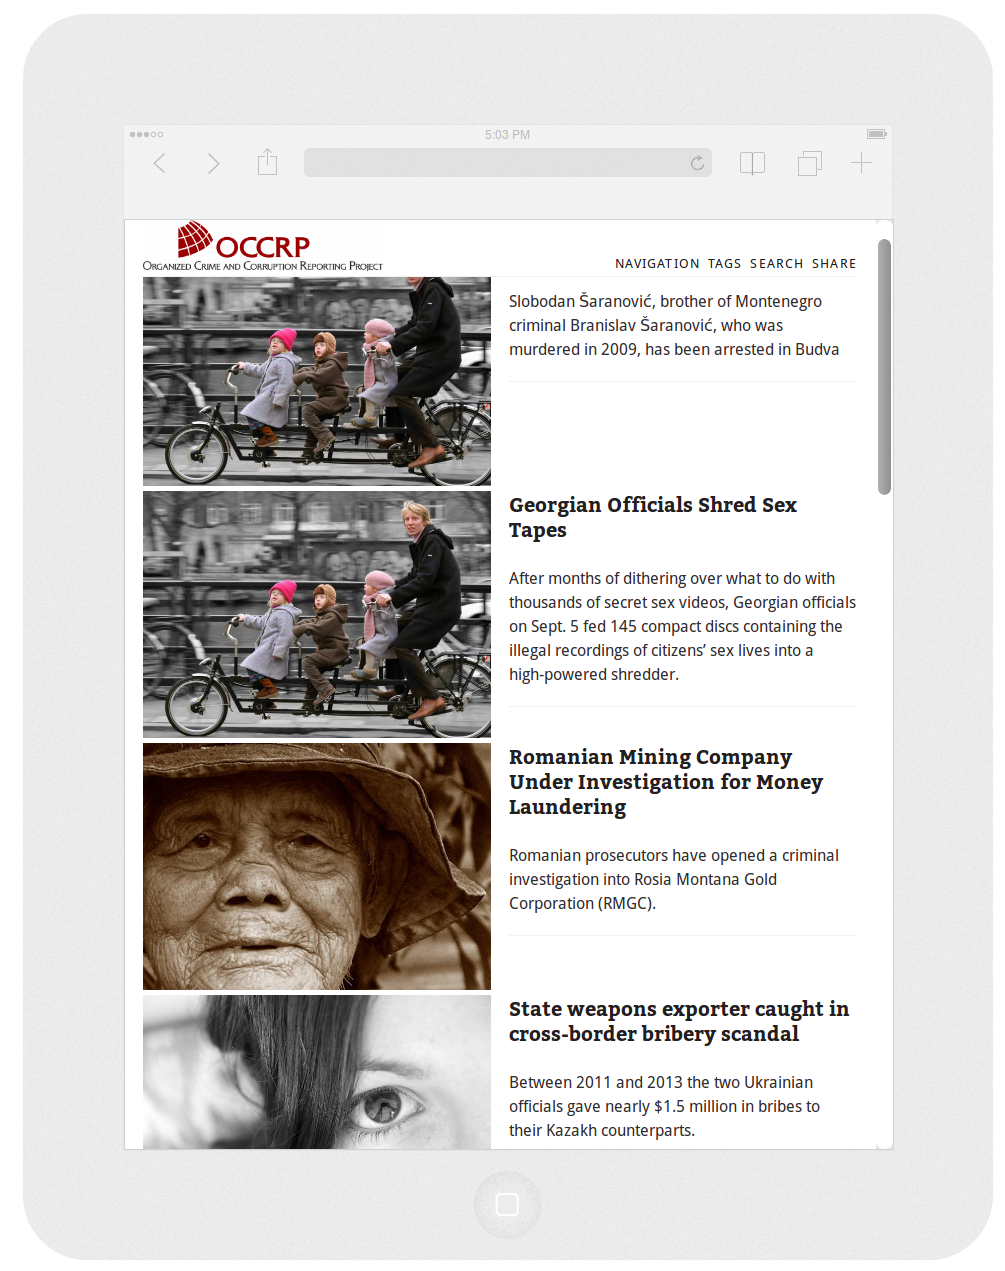 5:03 PM
OCCRP
ORGANIZED CRIME AND CORRUPTION REPORTING PROJECT
NAVIGATION TAGS SEARCH SHARE
Slobodan Šaranović, brother of Montenegro
criminal Branislav Šaranović, who was
murdered in 2009, has been arrested in Budva
Georgian Officials Shred Sex
Tapes
After months of dithering over what to do with
thousands of secret sex videos, Georgian officials
on Sept. 5 fed 145 compact discs containing the
illegal recordings of citizens’ sex lives into a
high-powered shredder.
Romanian Mining Company
Under Investigation for Money
Laundering
Romanian prosecutors have opened a criminal
investigation into Rosia Montana Gold
Corporation (RMGC).
State weapons exporter caught in
cross-border bribery scandal
Between 2011 and 2013 the two Ukrainian
officials gave nearly $1.5 million in bribes to
their Kazakh counterparts.